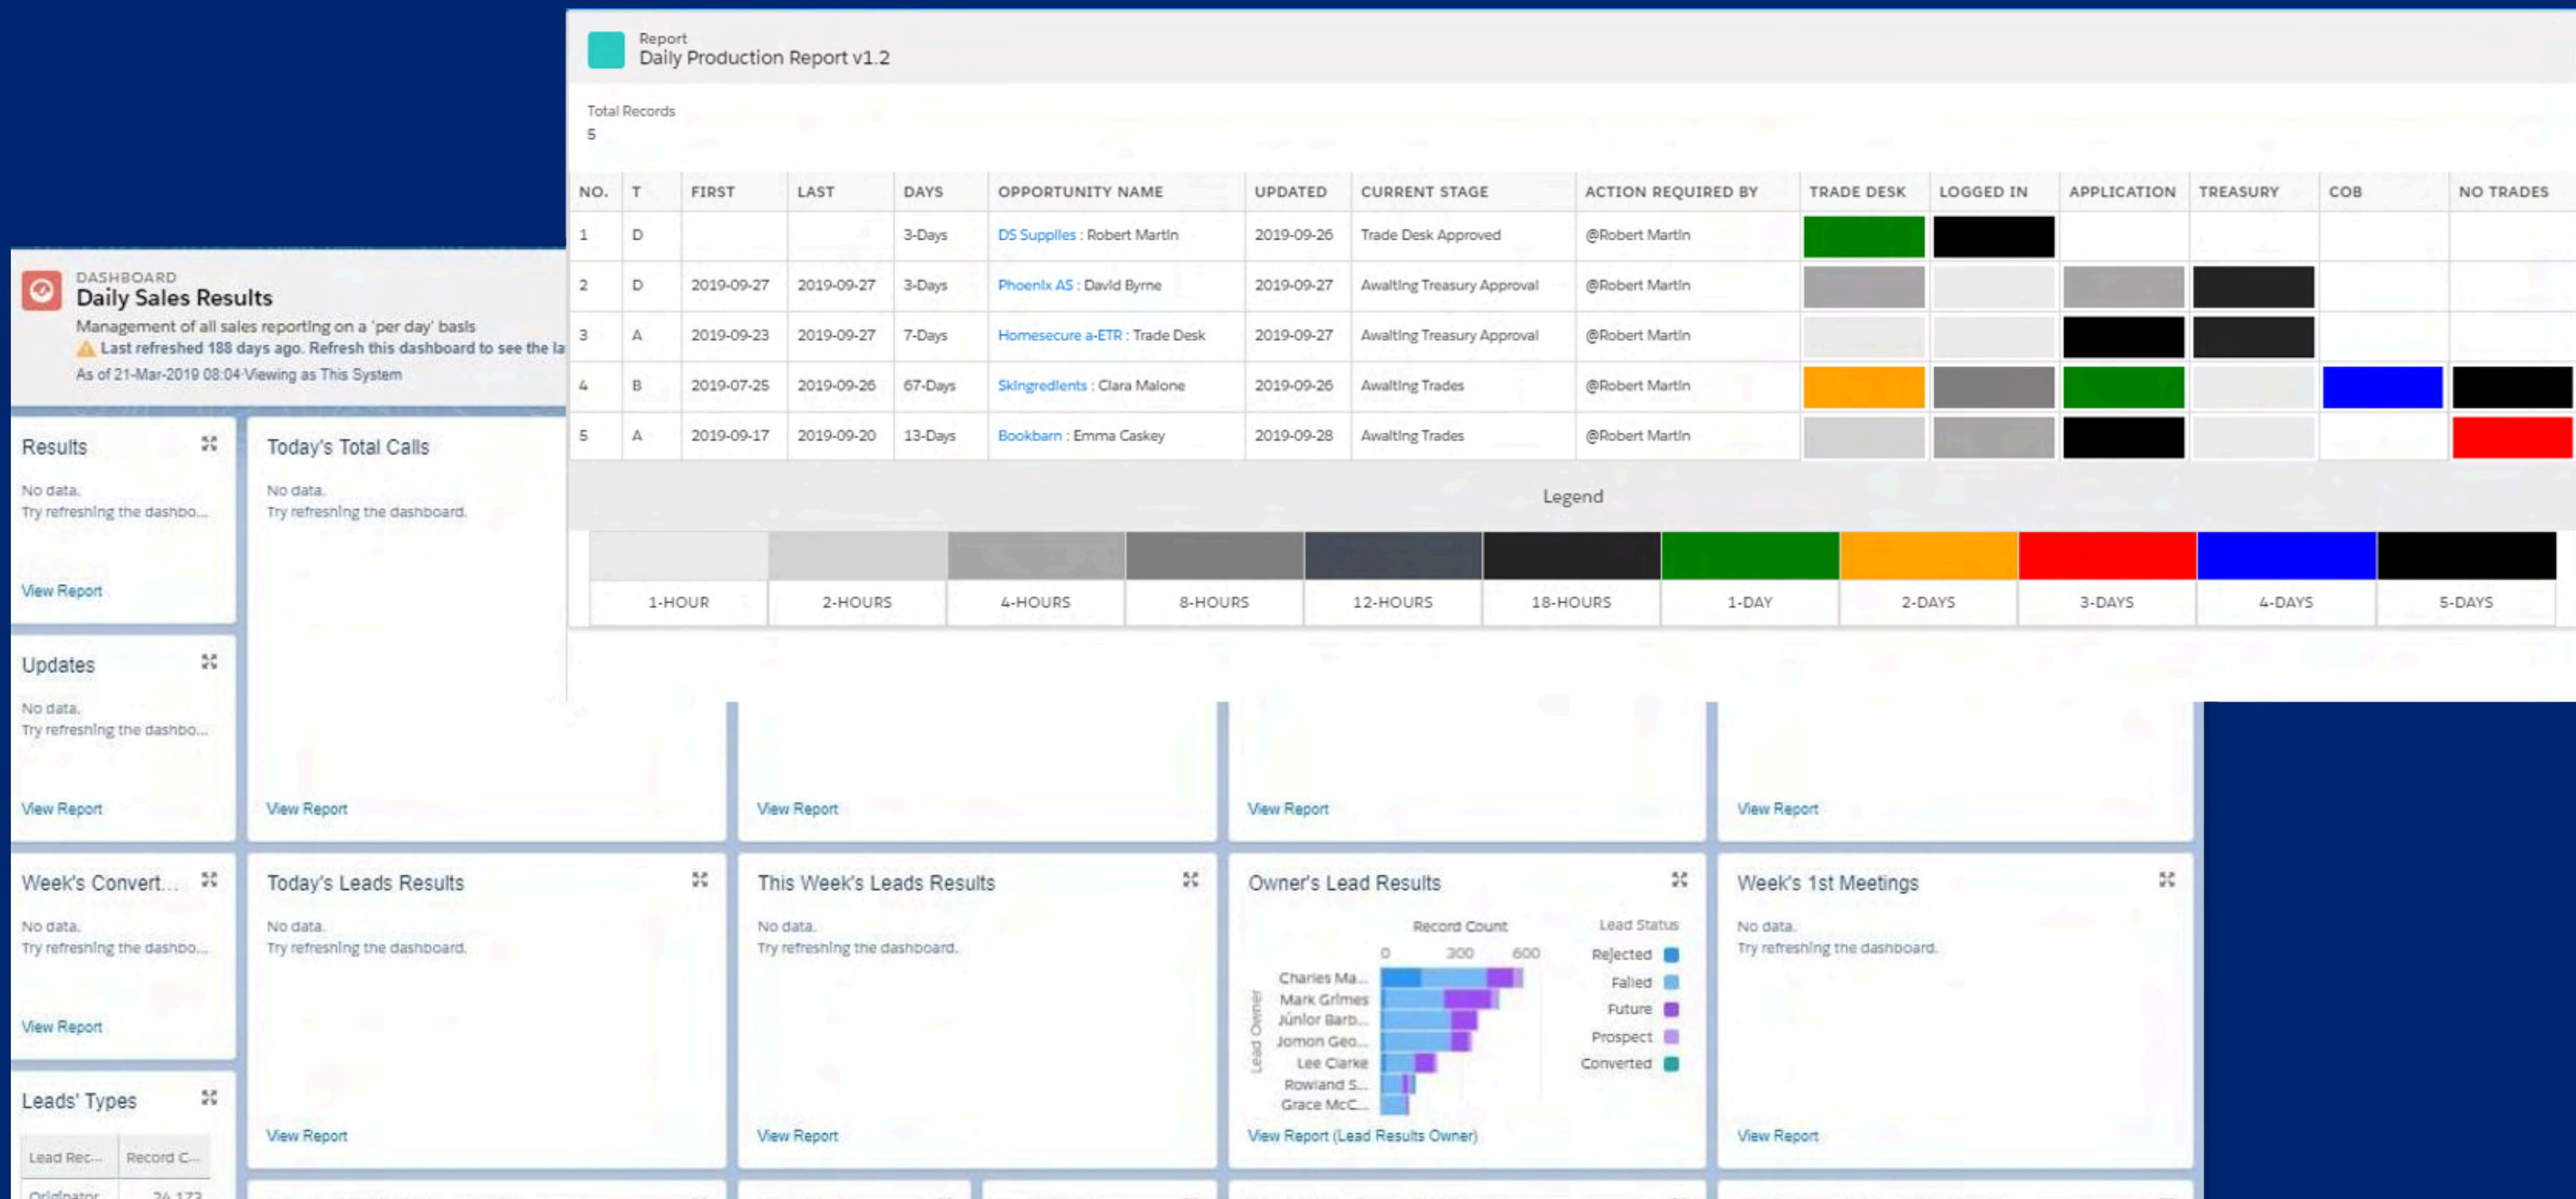 Report
Daily Production Report v1.2
Total Records
5
NO. T FIRST LAST DAYS OPPORTUNITY NAME UPDATED CURRENT STAGE ACTION REQUIRED BY TRADE DESK LOGGED IN APPLICATION TREASURY COB NO TRADES
1 D 3-Days DS Supplies : Robert Martin 2019-09-26 Trade Desk Approved @Robert Martin
2 D 2019-09-27 2019-09-27 3-Days Phoenix AS : David Byrne 2019-09-27 Awaiting Treasury Approval @Robert Martin
3 A 2019-09-23 2019-09-27 7-Days Homesecure a-ETR : Trade Desk 2019-09-27 Awaiting Treasury Approval @Robert Martin
4 B 2019-07-25 2019-09-26 67-Days Skingredients : Clara Malone 2019-09-26 Awaiting Trades @Robert Martin
5 A 2019-09-17 2019-09-20 13-Days Bookbarn : Emma Caskey 2019-09-28 Awaiting Trades @Robert Martin
Legend
1-HOUR 2-HOURS 4-HOURS 8-HOURS 12-HOURS 18-HOURS 1-DAY 2-DAYS 3-DAYS 4-DAYS 5-DAYS
DASHBOARD
Daily Sales Results
Management of all sales reporting on a 'per day' basis
Last refreshed 188 days ago. Refresh this dashboard to see the la
As of 21-Mar-2019 08:04·Viewing as This System
Results
No data.
Try refreshing the dashbo...
View Report
Today's Total Calls
No data.
Try refreshing the dashboard.
View Report
Updates
No data.
Try refreshing the dashbo...
View Report
View Report
View Report
View Report
Week's Convert...
No data.
Try refreshing the dashbo...
View Report
Today's Leads Results
No data.
Try refreshing the dashboard.
View Report
This Week's Leads Results
No data.
Try refreshing the dashboard.
View Report
Owner's Lead Results
Record Count
0 300 600
Lead Owner
Charles Ma...
Mark Grimes
Júnior Barb...
Jomon Geo...
Lee Clarke
Rowland S...
Grace McC...
Lead Status
Rejected
Failed
Future
Prospect
Converted
View Report (Lead Results Owner)
Week's 1st Meetings
No data.
Try refreshing the dashboard.
View Report
Leads' Types
Lead Rec... Record C...
Originator 24,173